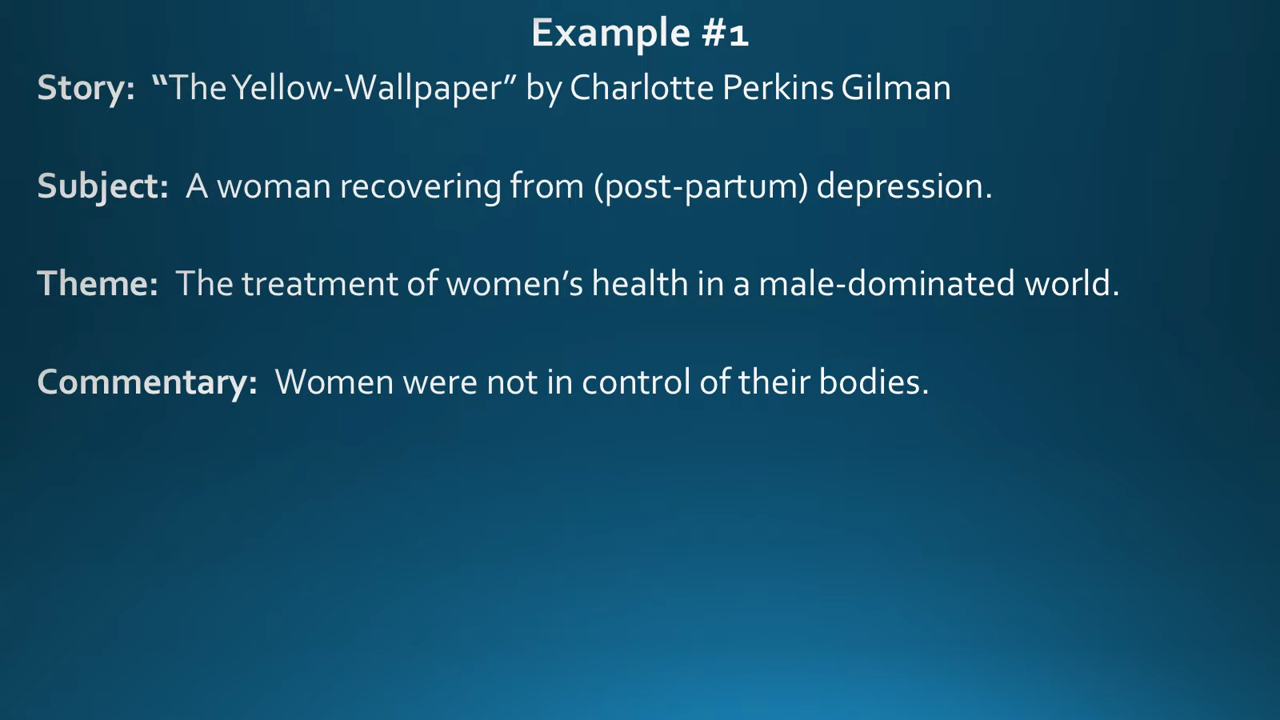 Example #1
Story: “The Yellow-Wallpaper” by Charlotte Perkins Gilman
Subject: A woman recovering from (post-partum) depression.
Theme: The treatment of women’s health in a male-dominated world.
Commentary: Women were not in control of their bodies.